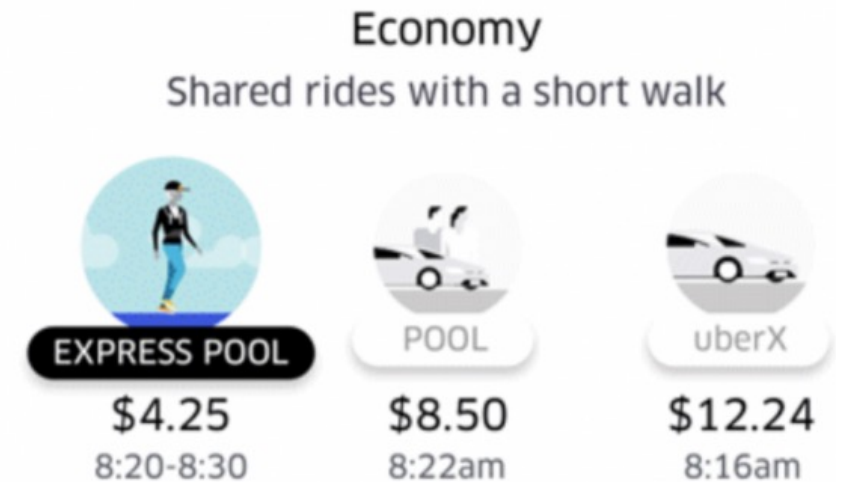 Economy
Shared rides with a short walk
EXPRESS POOL POOL uberX
$4.25 $8.50 $12.24
8:20-8:30 8:22am 8:16am